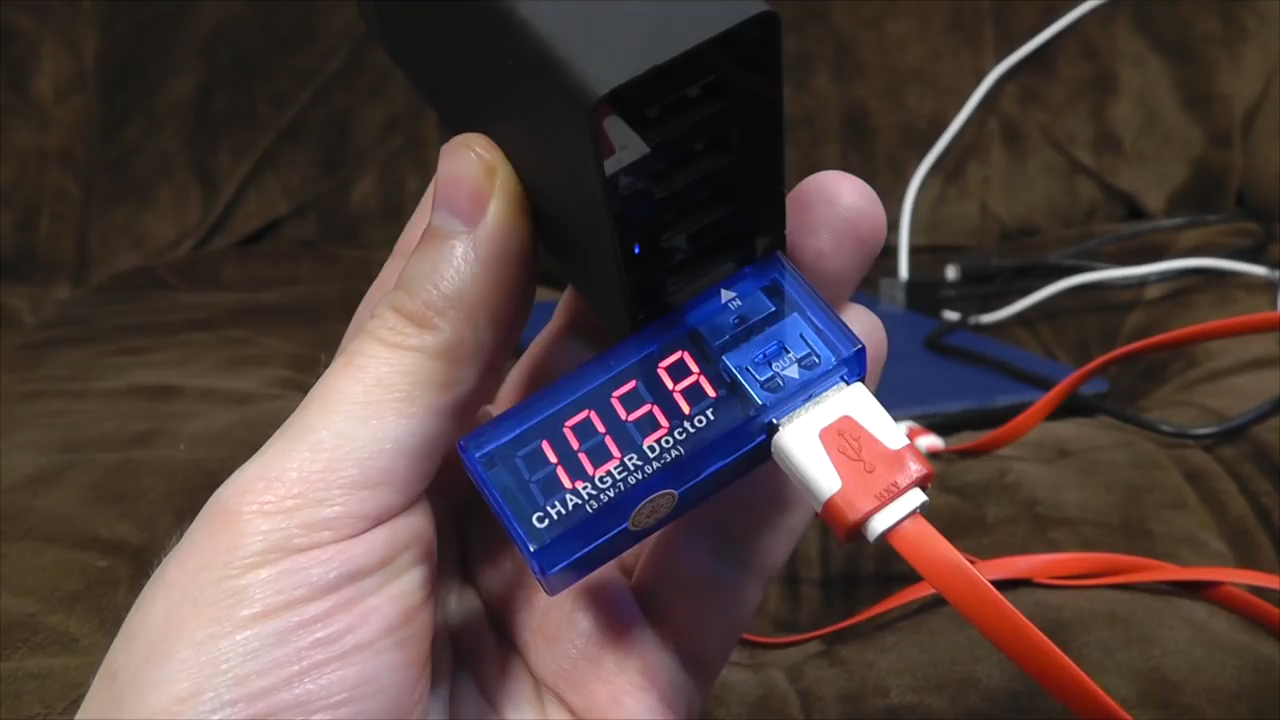 IN
OUT
1.05A
CHARGER Doctor
(3.5V-7.0V,0A-3A)